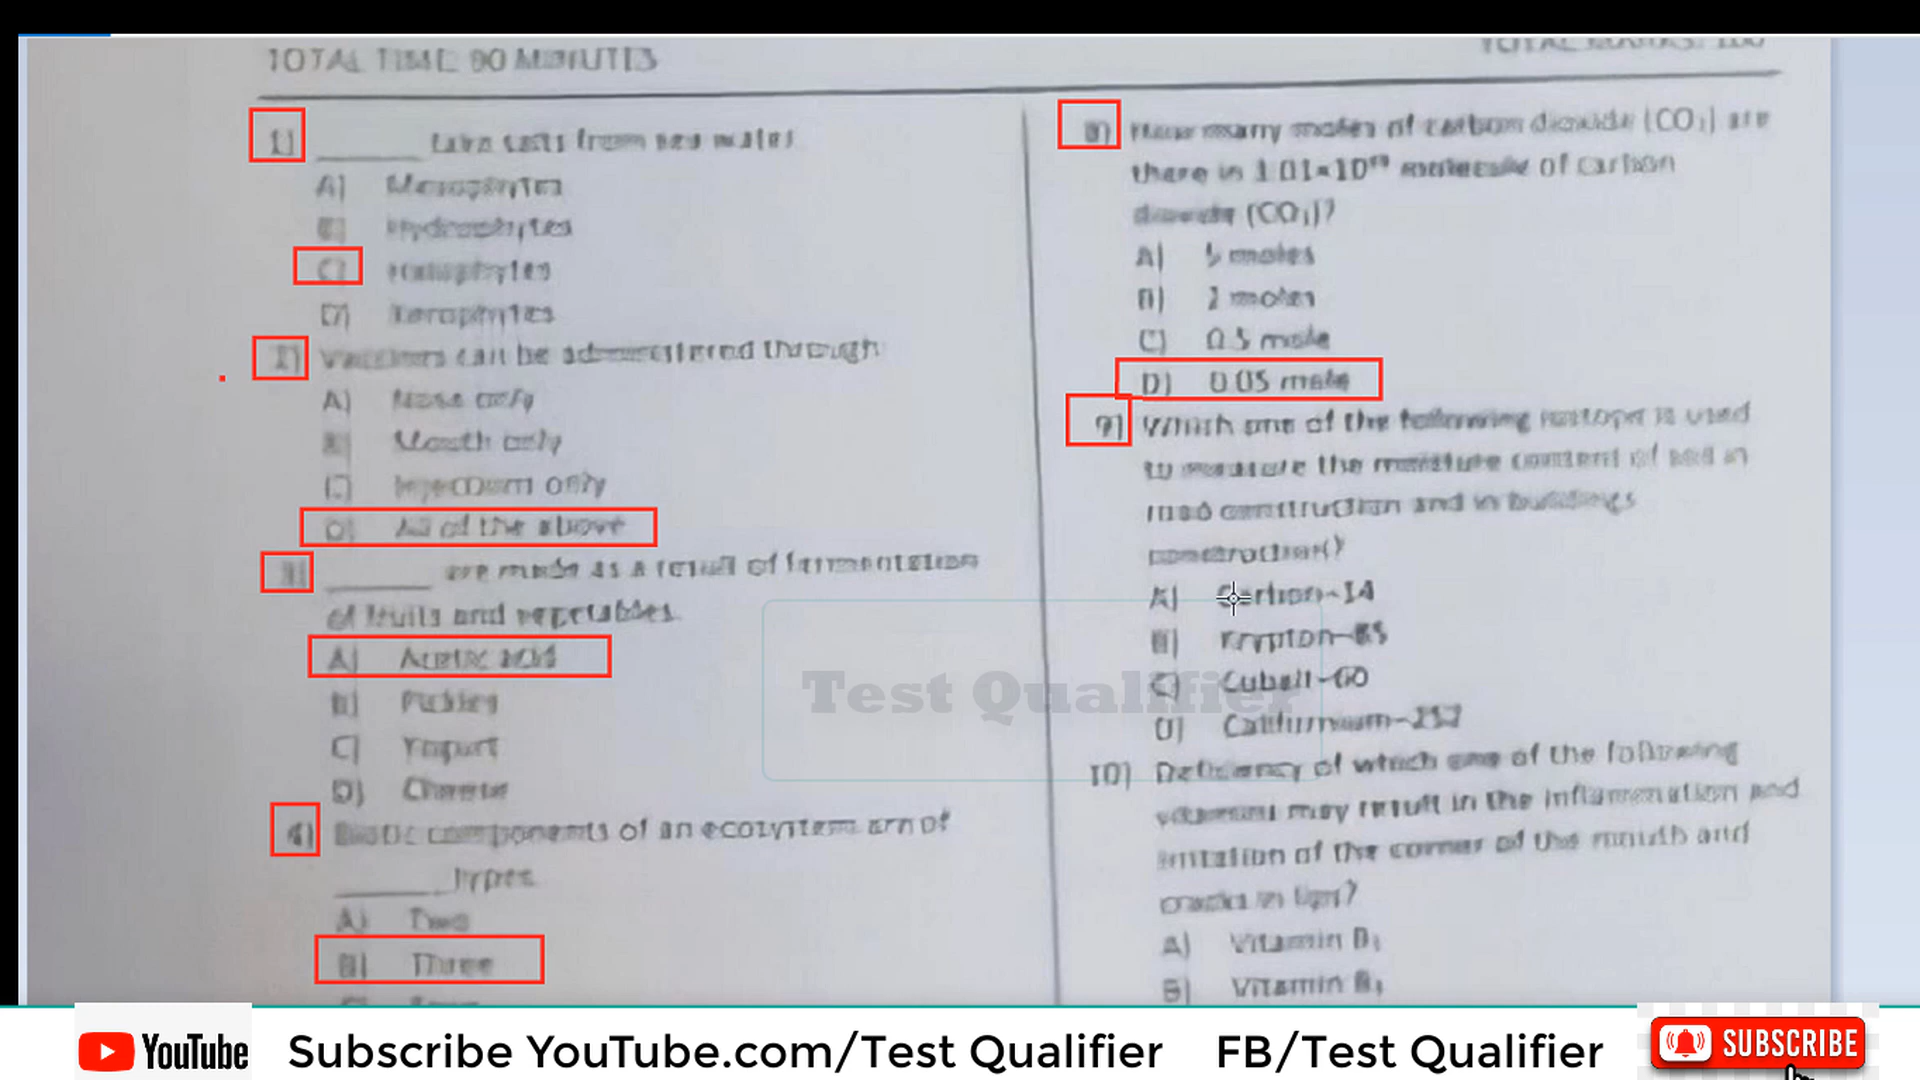 TOTAL TIME: 90 MINUTES
TOTAL MARKS: 100
1) ______ take salts from sea water
A) Mesophytes
B) Hydrophytes
C) Halophytes
D) Xerophytes
2) Vaccines can be administered through
A) Nose only
B) Mouth only
C) Injection only
D) All of the above
3) ______ are made as a result of fermentation
of fruits and vegetables.
A) Acetic acid
B) Pickles
C) Yogurt
D) Cheese
4) Biotic components of an ecosystem are of
______ types.
A) Two
B) Three
8) How many moles of carbon dioxide (CO₂) are
there in molecule of carbon
dioxide (CO₂)?
A) 5 moles
B) 2 moles
C) 0.5 mole
D) 0.05 mole
9) Which one of the following isotope is used
to measure the moisture content of soil in
road construction and in buildings
construction?
A) Carbon-14
B) Krypton-85
C) Cobalt-60
D) Californium-252
10) Deficiency of which one of the following
vitamins may result in the inflammation and
irritation of the corner of the mouth and
cracks in lips?
A) Vitamin B
B) Vitamin B
Test Qualifier
YouTube
Subscribe YouTube.com/Test Qualifier
FB/Test Qualifier
SUBSCRIBE